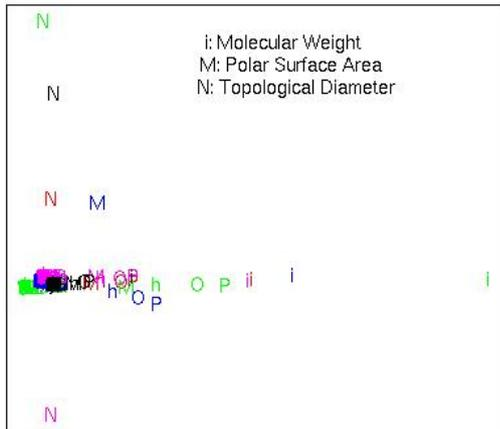 N
i: Molecular Weight
M: Polar Surface Area
N: Topological Diameter
N
N
M
h
O
P
h
O
P
ii
i
i
N